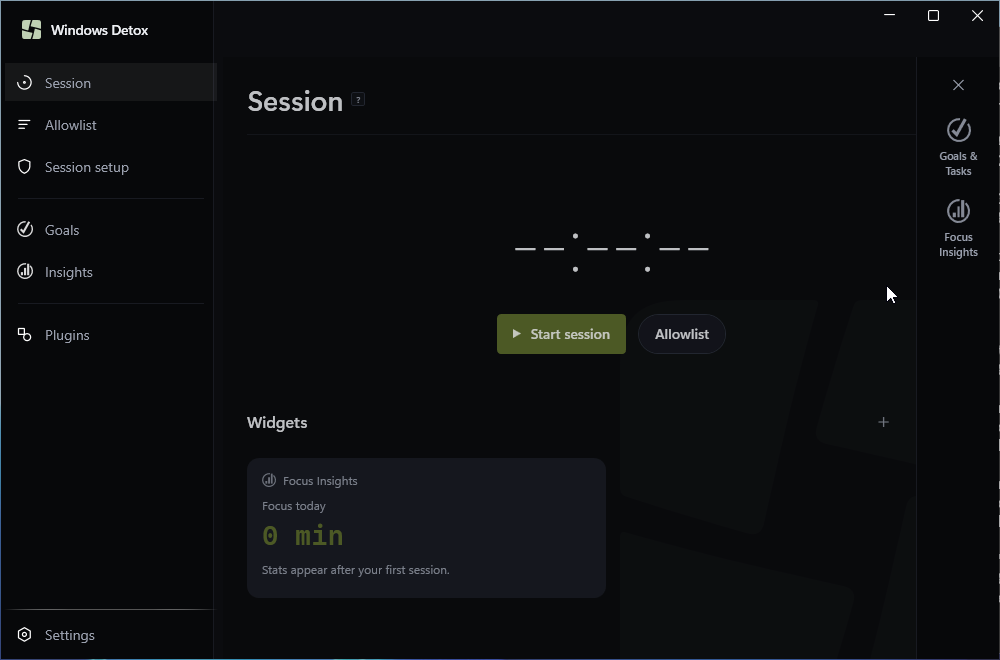 Windows Detox
Session
Allowlist
Session setup
Goals
Insights
Plugins
Settings
Session ?
--:--:--
Start session
Allowlist
Widgets
+
Focus Insights
Focus today
0 min
Stats appear after your first session.
Goals &
Tasks
Focus
Insights